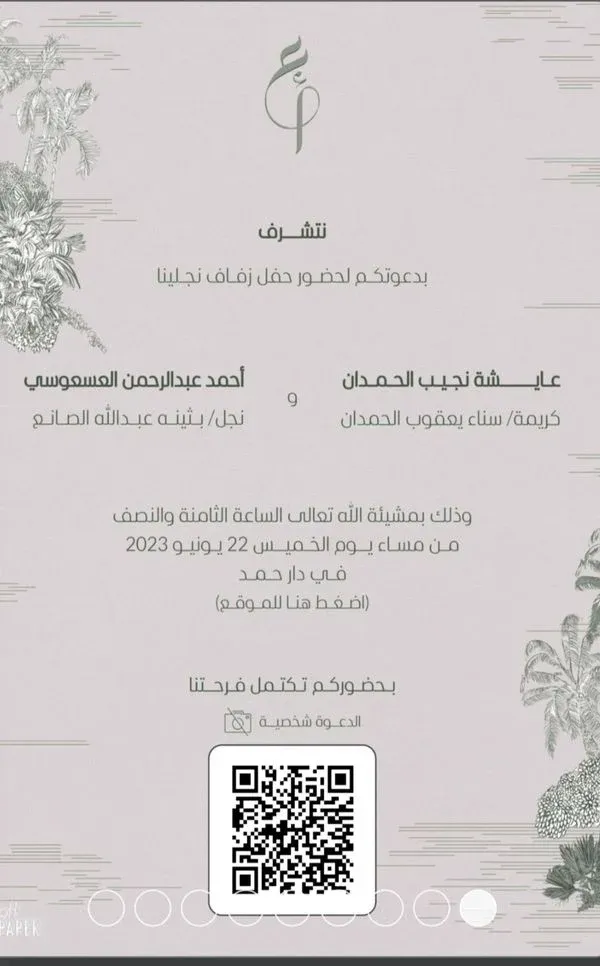 أ ع
نتشرف
بدعوتكم لحضور حفل زفاف نجلينا
عايشة نجيب الحمدان
كريمة/ سناء يعقوب الحمدان
و
أحمد عبدالرحمن العسعوسي
نجل/ بثينه عبدالله الصانع
وذلك بمشيئة الله تعالى الساعة الثامنة والنصف
من مساء يوم الخميس 22 يونيو 2023
في دار حمد
(اضغط هنا للموقع)
بحضوركم تكتمل فرحتنا
الدعوة شخصية
PAPER